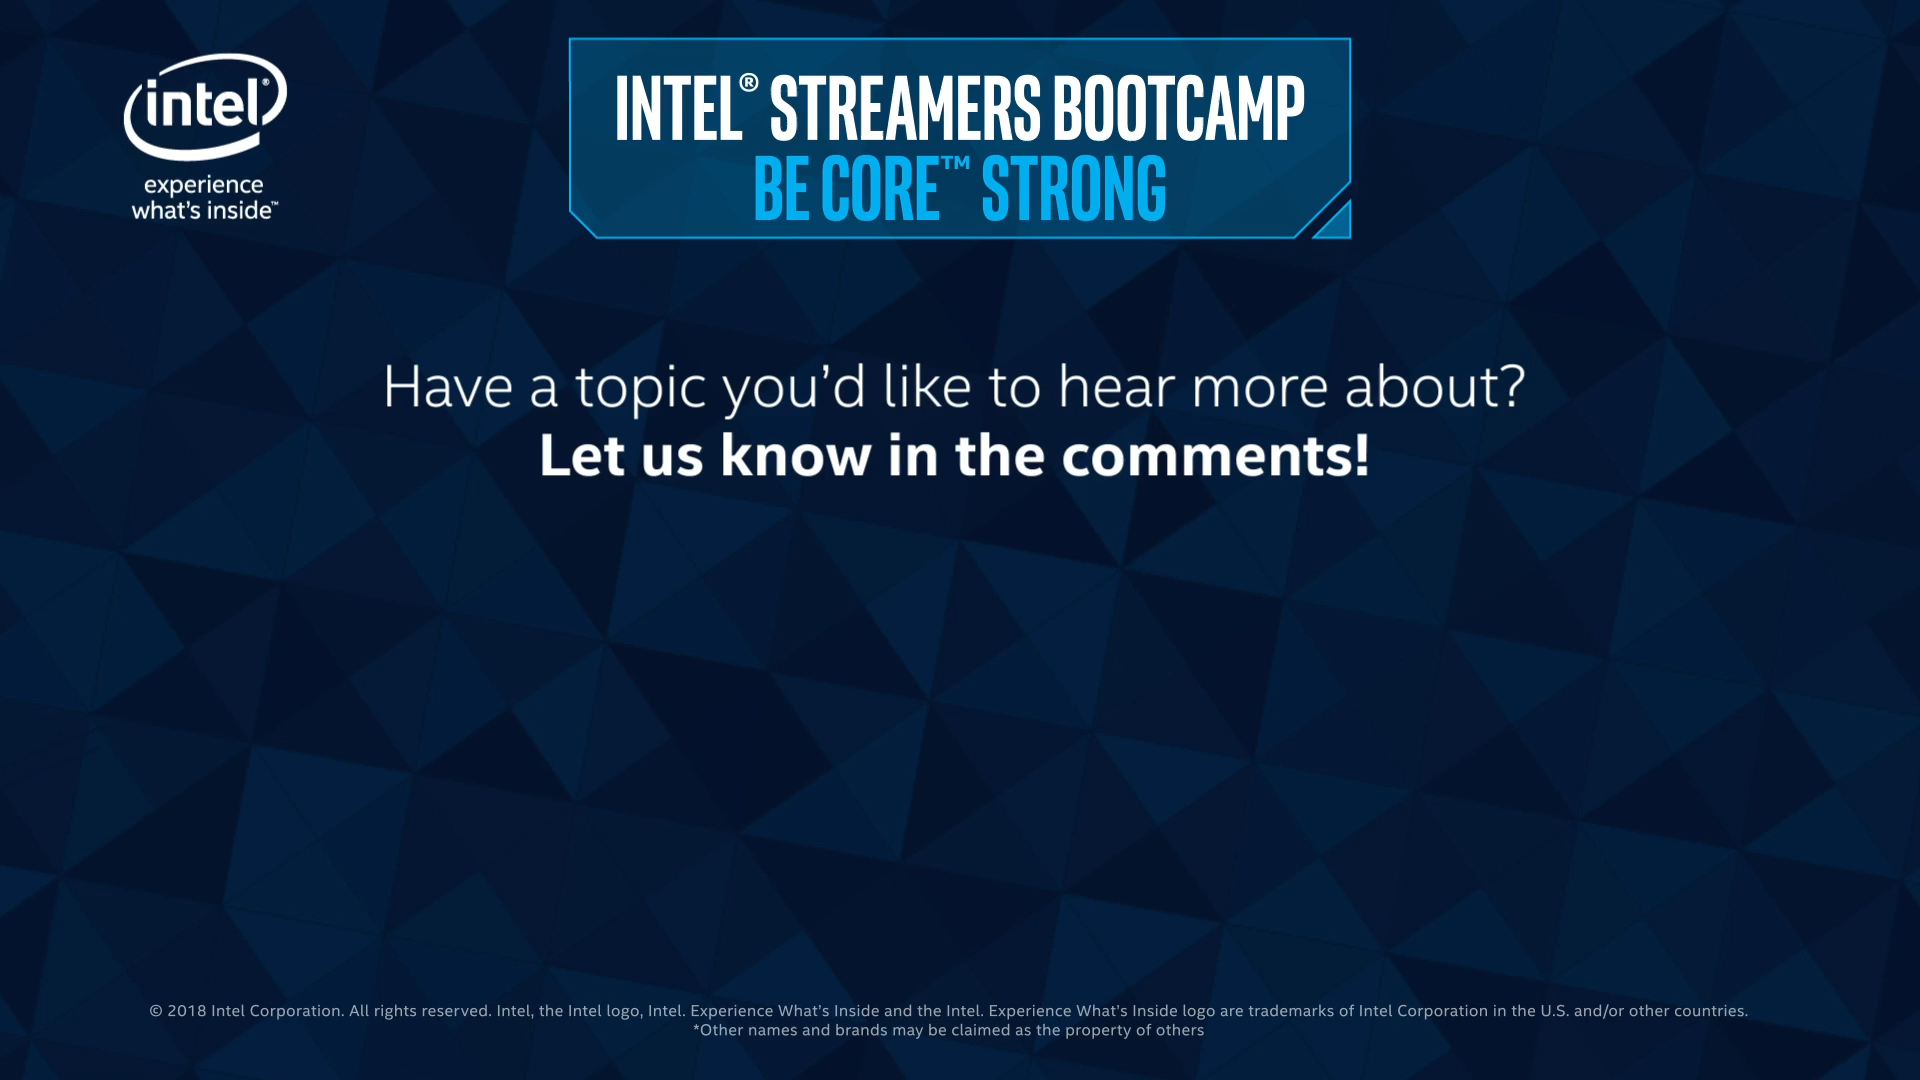 intel®
experience
what's inside™
INTEL® STREAMERS BOOTCAMP
BE CORE™ STRONG
Have a topic you'd like to hear more about?
Let us know in the comments!
© 2018 Intel Corporation. All rights reserved. Intel, the Intel logo, Intel. Experience What's Inside and the Intel. Experience What's Inside logo are trademarks of Intel Corporation in the U.S. and/or other countries.
*Other names and brands may be claimed as the property of others